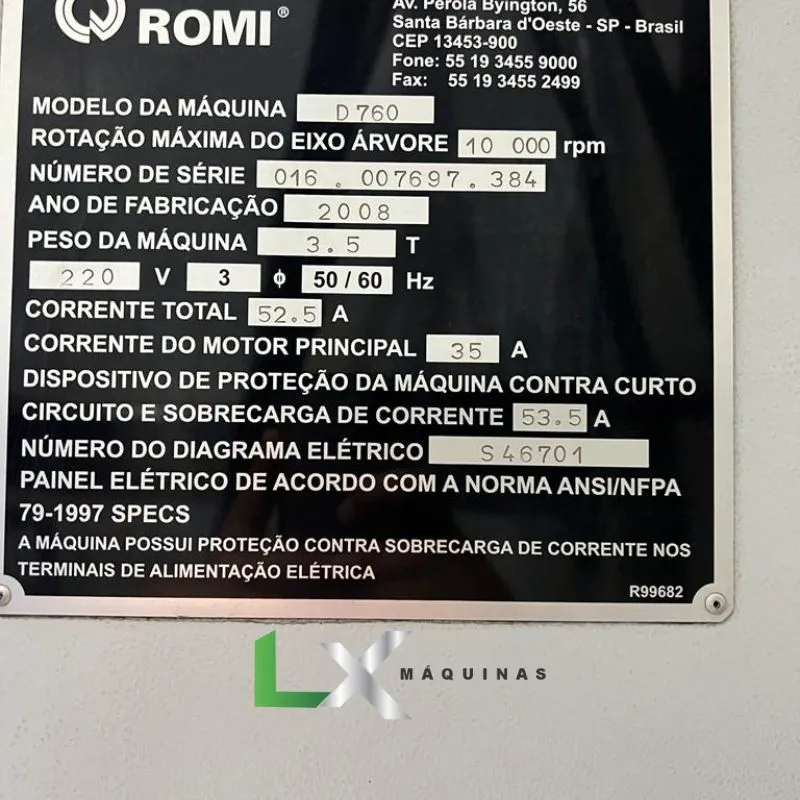 ROMI®
Av. Pérola Byington, 56
Santa Bárbara d'Oeste - SP - Brasil
CEP 13453-900
Fone: 55 19 3455 9000
Fax: 55 19 3455 2499
MODELO DA MÁQUINA D 760
ROTAÇÃO MÁXIMA DO EIXO ÁRVORE 10 000 rpm
NÚMERO DE SÉRIE 016.007697.384
ANO DE FABRICAÇÃO 2008
PESO DA MÁQUINA 3.5 T
220 V 3 ϕ 50 / 60 Hz
CORRENTE TOTAL 52.5 A
CORRENTE DO MOTOR PRINCIPAL 35 A
DISPOSITIVO DE PROTEÇÃO DA MÁQUINA CONTRA CURTO
CIRCUITO E SOBRECARGA DE CORRENTE 53.5 A
NÚMERO DO DIAGRAMA ELÉTRICO S46701
PAINEL ELÉTRICO DE ACORDO COM A NORMA ANSI/NFPA
79-1997 SPECS
A MÁQUINA POSSUI PROTEÇÃO CONTRA SOBRECARGA DE CORRENTE NOS
TERMINAIS DE ALIMENTAÇÃO ELÉTRICA
R99682
LX MÁQUINAS